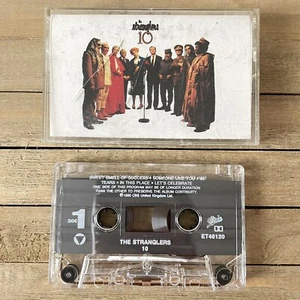 the
stranglers
10
SWEET SMELL OF SUCCESS • SOMEONE LIKE YOU • '96
TEARS • IN THIS PLACE • LET'S CELEBRATE
ONE SIDE OF THIS PROGRAM MAY BE OF LONGER DURATION
THAN THE OTHER TO PRESERVE THE ALBUM CONTINUITY.
℗ 1990 CBS United Kingdom Ltd.
SIDE 1
Epic
ET46120
THE STRANGLERS
10